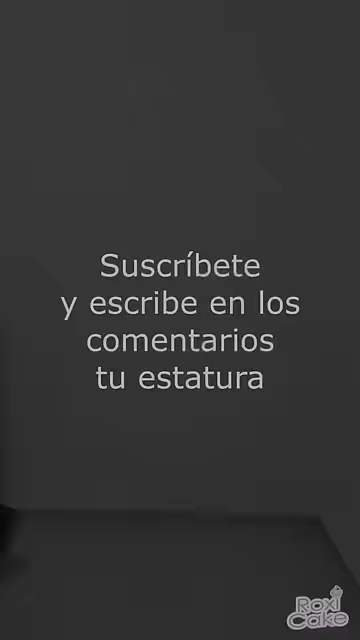 Suscríbete
y escribe en los
comentarios
tu estatura
Roxi
Cake